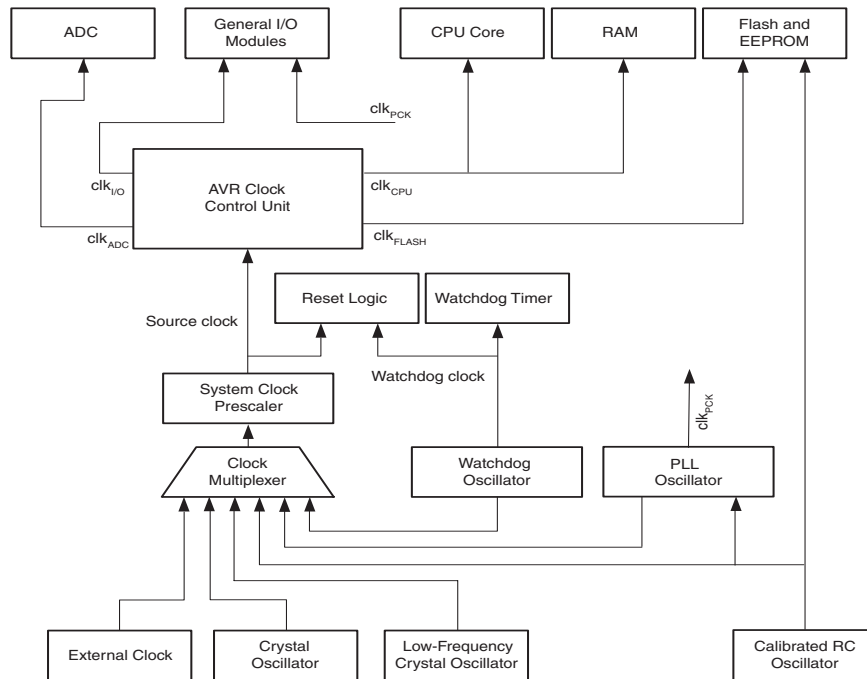 ADC
General I/O
Modules
CPU Core
RAM
Flash and
EEPROM
clkPCK
clkI/O
AVR Clock
Control Unit
clkCPU
clkADC
clkFLASH
Reset Logic
Watchdog Timer
Source clock
Watchdog clock
System Clock
Prescaler
clkPCK
Clock
Multiplexer
Watchdog
Oscillator
PLL
Oscillator
External Clock
Crystal
Oscillator
Low-Frequency
Crystal Oscillator
Calibrated RC
Oscillator